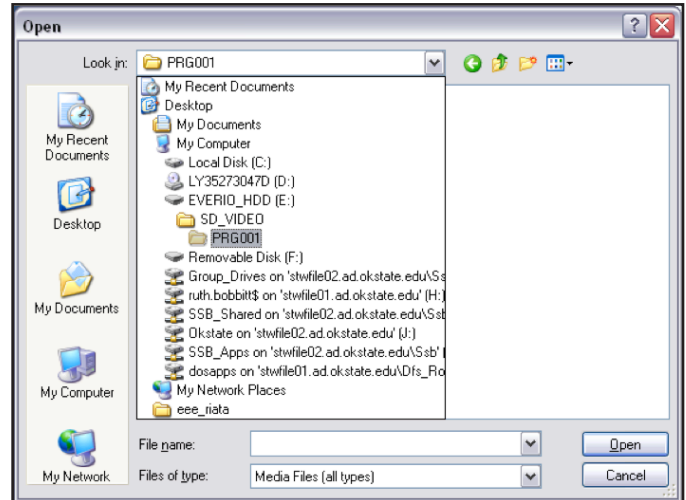 Open
Look in:
PRG001
My Recent Documents
Desktop
My Documents
My Computer
Local Disk (C:)
LY35273047D (D:)
EVERIO_HDD (E:)
SD_VIDEO
PRG001
Removable Disk (F:)
Group_Drives on 'stwfile02.ad.okstate.edu\Ss
ruth.bobbitt$ on 'stwfile01.ad.okstate.edu' (H:)
SSB_Shared on 'stwfile02.ad.okstate.edu\Ssb
Okstate on 'stwfile02.ad.okstate.edu' (J:)
SSB_Apps on 'stwfile02.ad.okstate.edu\Ssb' (
dosapps on 'stwfile01.ad.okstate.edu\Dfs_Ro
My Network Places
eee_riata
My Recent
Documents
Desktop
My Documents
My Computer
My Network
File name:
Open
Files of type:
Media Files (all types)
Cancel